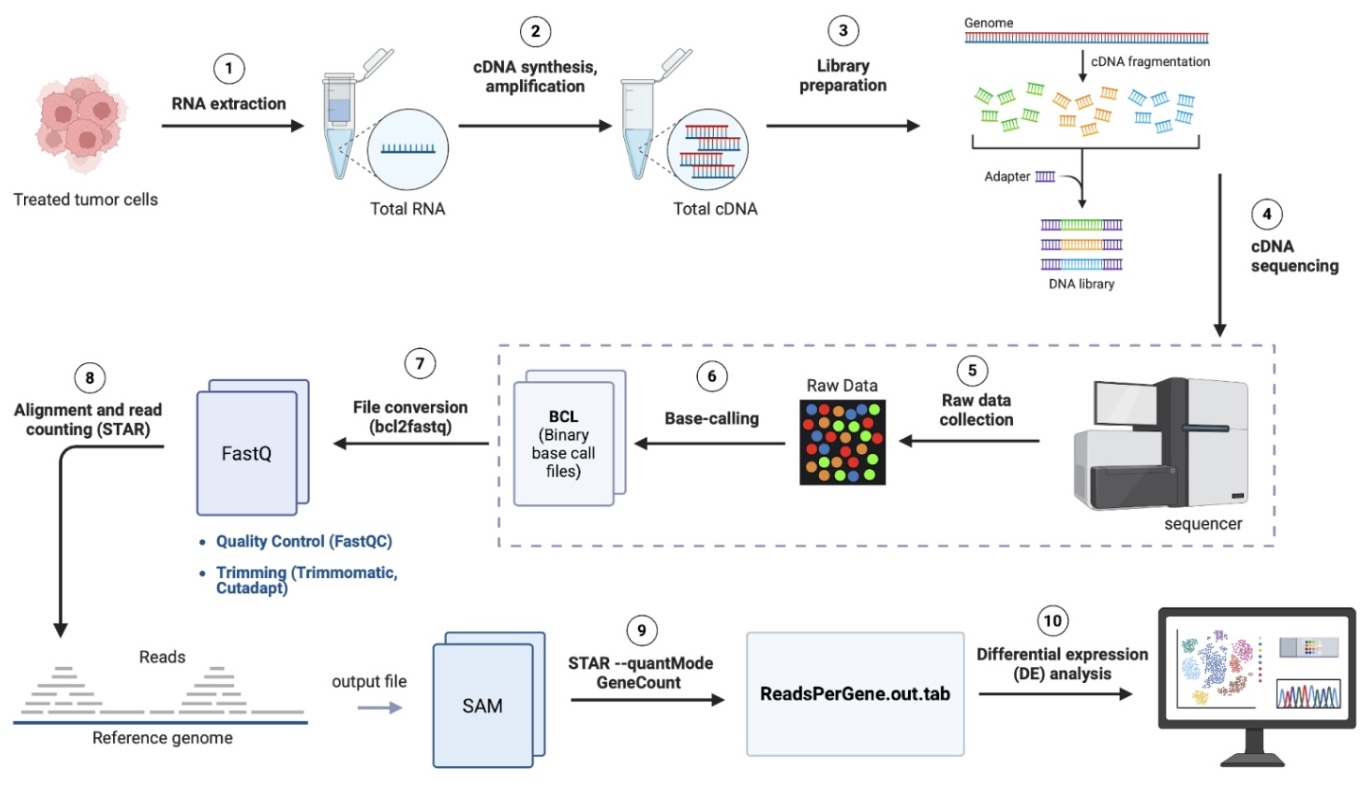 1
RNA extraction
Treated tumor cells
Total RNA
2
cDNA synthesis,
amplification
Total cDNA
3
Library
preparation
Genome
cDNA fragmentation
Adapter
DNA library
4
cDNA
sequencing
sequencer
5
Raw data
collection
Raw Data
6
Base-calling
BCL
(Binary
base call
files)
7
File conversion
(bcl2fastq)
FastQ
• Quality Control (FastQC)
• Trimming (Trimmomatic,
Cutadapt)
8
Alignment and read
counting (STAR)
Reads
Reference genome
output file
SAM
9
STAR --quantMode
GeneCount
ReadsPerGene.out.tab
10
Differential expression
(DE) analysis